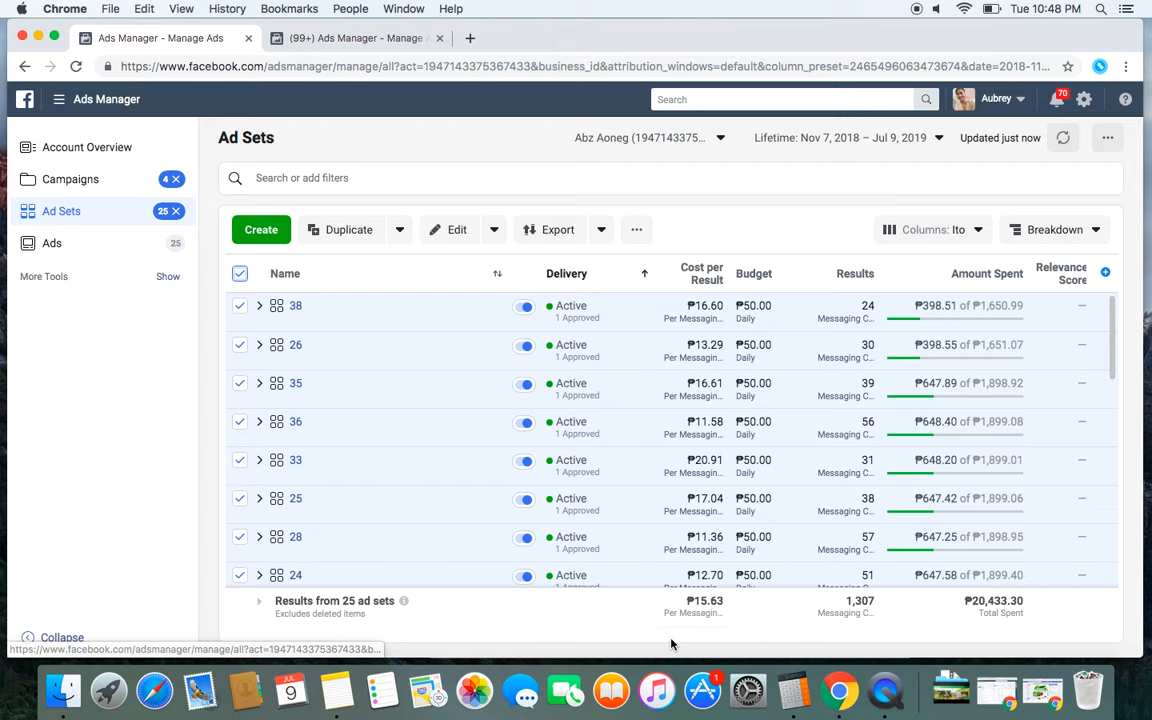 Chrome File Edit View History Bookmarks People Window Help Tue 10:48 PM
Ads Manager - Manage Ads (99+) Ads Manager - Manage
https://www.facebook.com/adsmanager/manage/all?act=1947143375367433&business_id&attribution_windows=default&column_preset=2465496063473674&date=2018-11...
Ads Manager Search Aubrey 70
Account Overview
Campaigns 4
Ad Sets 25
Ads 25
More Tools Show
Collapse
Ad Sets Abz Aoneg (1947143375... Lifetime: Nov 7, 2018 – Jul 9, 2019 Updated just now
Search or add filters
Create Duplicate Edit Export Columns: Ito Breakdown
Name Delivery Cost per Result Budget Results Amount Spent Relevance Score
38 Active ₱16.60 ₱50.00 24 ₱398.51 of ₱1,650.99 —
1 Approved Per Messagin... Daily Messaging C...
26 Active ₱13.29 ₱50.00 30 ₱398.55 of ₱1,651.07 —
1 Approved Per Messagin... Daily Messaging C...
35 Active ₱16.61 ₱50.00 39 ₱647.89 of ₱1,898.92 —
1 Approved Per Messagin... Daily Messaging C...
36 Active ₱11.58 ₱50.00 56 ₱648.40 of ₱1,899.08 —
1 Approved Per Messagin... Daily Messaging C...
33 Active ₱20.91 ₱50.00 31 ₱648.20 of ₱1,899.01 —
1 Approved Per Messagin... Daily Messaging C...
25 Active ₱17.04 ₱50.00 38 ₱647.42 of ₱1,899.06 —
1 Approved Per Messagin... Daily Messaging C...
28 Active ₱11.36 ₱50.00 57 ₱647.25 of ₱1,898.95 —
1 Approved Per Messagin... Daily Messaging C...
24 Active ₱12.70 ₱50.00 51 ₱647.58 of ₱1,899.40 —
Results from 25 ad sets ₱15.63 1,307 ₱20,433.30
Excludes deleted items Per Messagin... Messaging C... Total Spent
https://www.facebook.com/adsmanager/manage/all?act=1947143375367433&b...
JUL
9
1